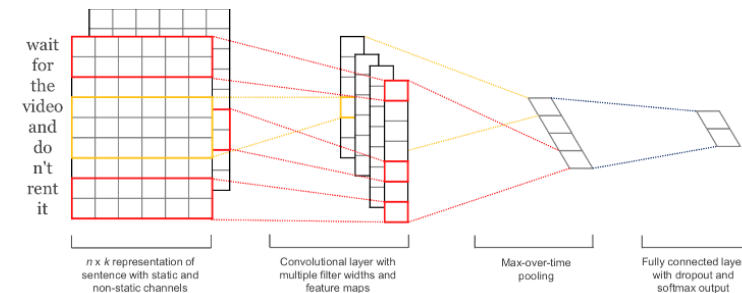 wait
for
the
video
and
do
n't
rent
it
n x k representation of
sentence with static and
non-static channels
Convolutional layer with
multiple filter widths and
feature maps
Max-over-time
pooling
Fully connected layer
with dropout and
softmax output